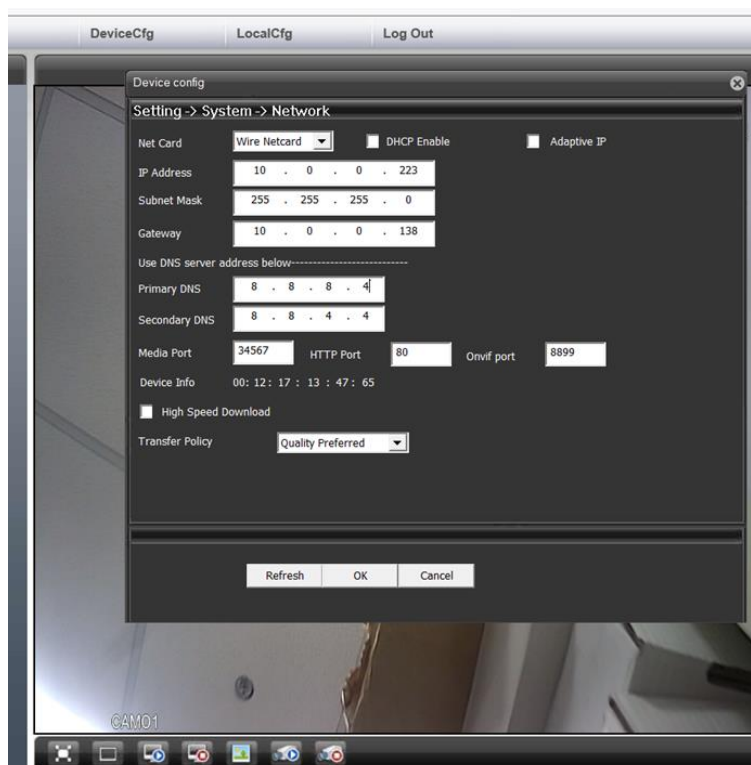 DeviceCfg LocalCfg Log Out
Device config
Setting -> System -> Network
Net Card Wire Netcard DHCP Enable Adaptive IP
IP Address 10 . 0 . 0 . 223
Subnet Mask 255 . 255 . 255 . 0
Gateway 10 . 0 . 0 . 138
Use DNS server address below----------------------------
Primary DNS 8 . 8 . 8 . 4
Secondary DNS 8 . 8 . 4 . 4
Media Port 34567 HTTP Port 80 Onvif port 8899
Device Info 00: 12: 17 : 13 : 47: 65
High Speed Download
Transfer Policy Quality Preferred
Refresh OK Cancel
CAM01